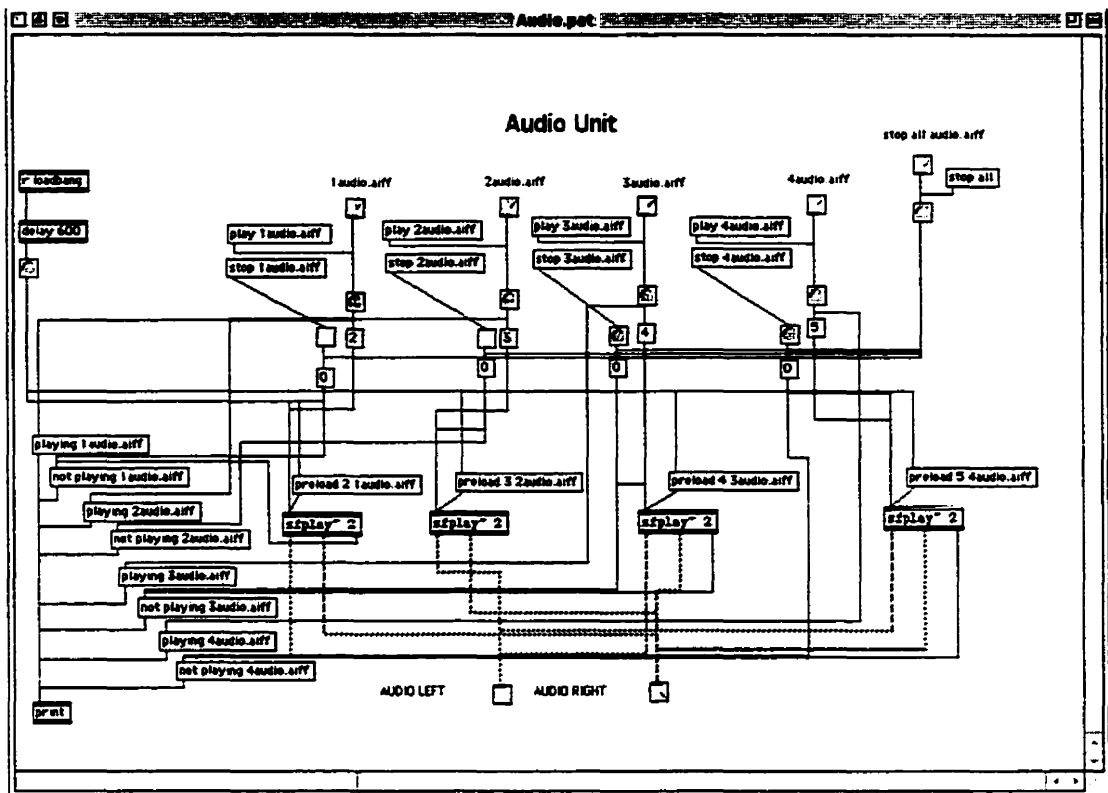 Audio.pat
Audio Unit
stop all audio.aiff
r loadbang
1audio.aiff
2audio.aiff
3audio.aiff
4audio.aiff
stop all
delay 600
play 1audio.aiff
play 2audio.aiff
play 3audio.aiff
play 4audio.aiff
stop 1audio.aiff
stop 2audio.aiff
stop 3audio.aiff
stop 4audio.aiff
2
3
4
5
0
0
0
0
playing 1audio.aiff
not playing 1audio.aiff
preload 2 1audio.aiff
preload 3 2audio.aiff
preload 4 3audio.aiff
preload 5 4audio.aiff
playing 2audio.aiff
sfplay~ 2
sfplay~ 2
sfplay~ 2
sfplay~ 2
not playing 2audio.aiff
playing 3audio.aiff
not playing 3audio.aiff
playing 4audio.aiff
not playing 4audio.aiff
AUDIO LEFT
AUDIO RIGHT
print